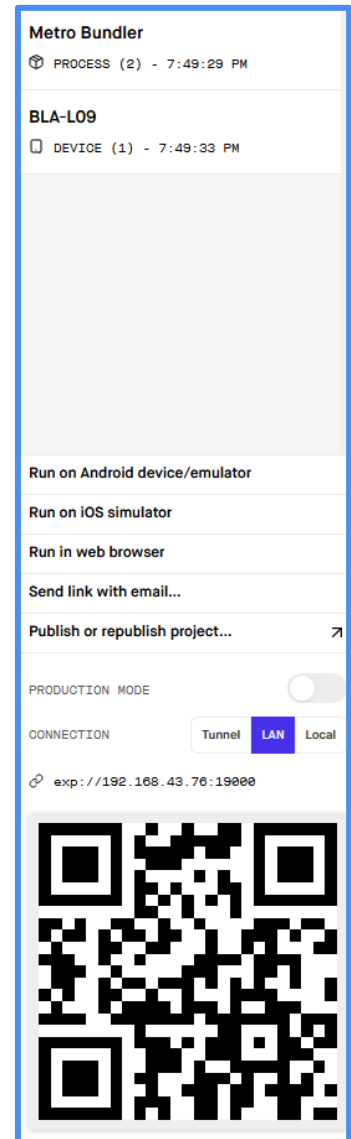 Metro Bundler
PROCESS (2) - 7:49:29 PM
BLA-L09
DEVICE (1) - 7:49:33 PM
Run on Android device/emulator
Run on iOS simulator
Run in web browser
Send link with email...
Publish or republish project...
PRODUCTION MODE
CONNECTION Tunnel LAN Local
exp://192.168.43.76:19000